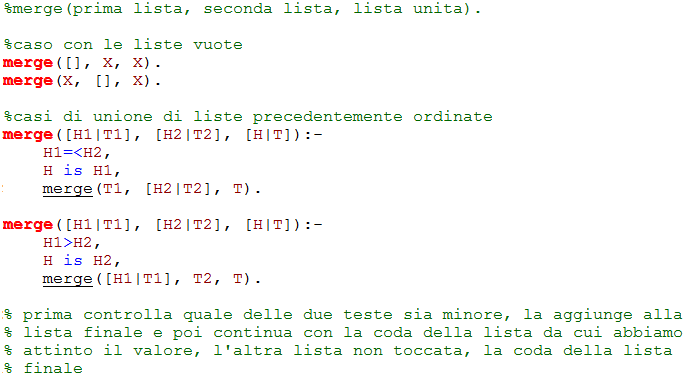 %merge(prima lista, seconda lista, lista unita).
%caso con le liste vuote
merge([], X, X).
merge(X, [], X).
%casi di unione di liste precedentemente ordinate
merge([H1|T1], [H2|T2], [H|T]):-
H1=<H2,
H is H1,
merge(T1, [H2|T2], T).
merge([H1|T1], [H2|T2], [H|T]):-
H1>H2,
H is H2,
merge([H1|T1], T2, T).
% prima controlla quale delle due teste sia minore, la aggiunge alla
% lista finale e poi continua con la coda della lista da cui abbiamo
% attinto il valore, l'altra lista non toccata, la coda della lista
% finale